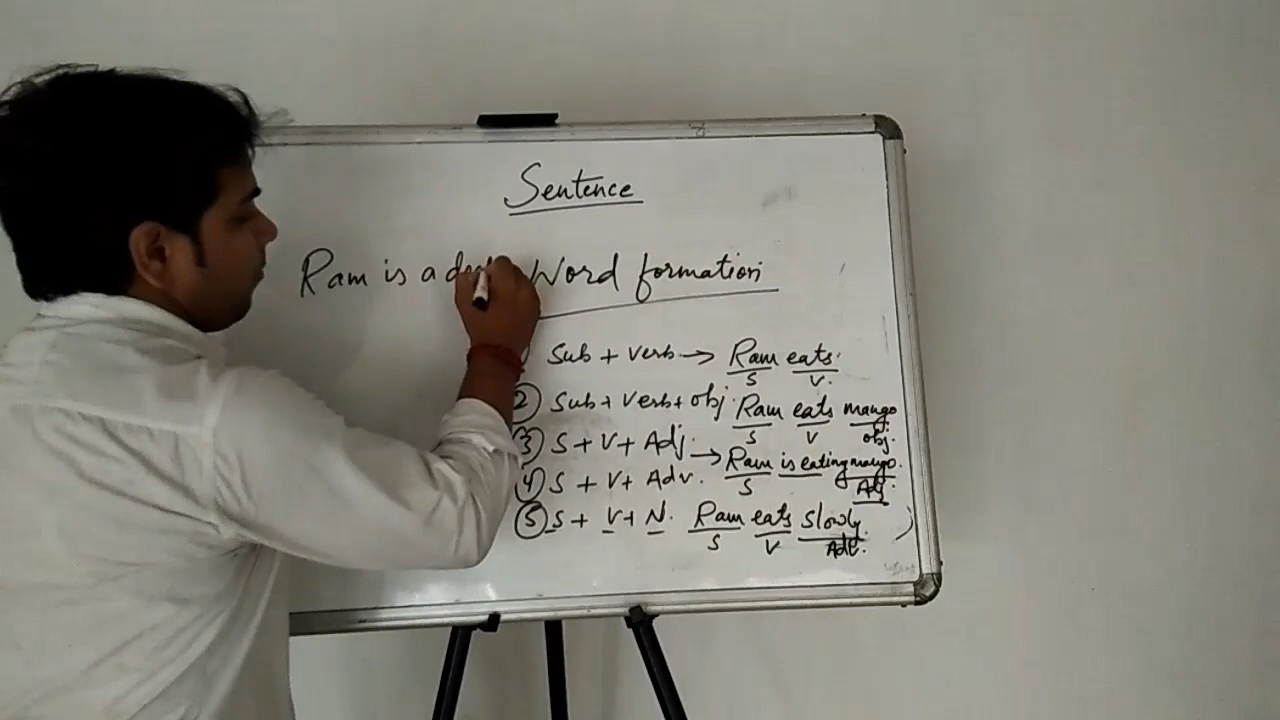 Sentence
Ram is a
Word formation
Sub + verb → Ram eats.
S V.
② Sub + Verb + obj. Ram eats mango
S V obj.
③ S + V + Adj. → Ram is eating mango.
S Adj
④ S + V + Adv.
⑤ S + V + N. Ram eats slowly.
S V Adv.